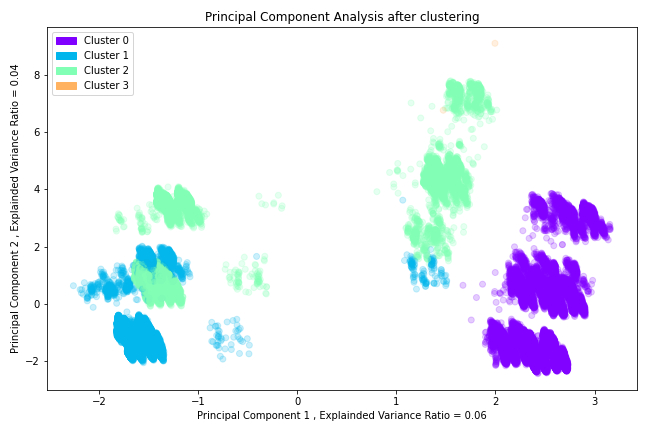 Principal Component Analysis after clustering
Cluster 0
Cluster 1
Cluster 2
Cluster 3
Principal Component 2 , Explainded Variance Ratio = 0.04
8
6
4
2
0
−2
−2
−1
0
1
2
3
Principal Component 1 , Explainded Variance Ratio = 0.06